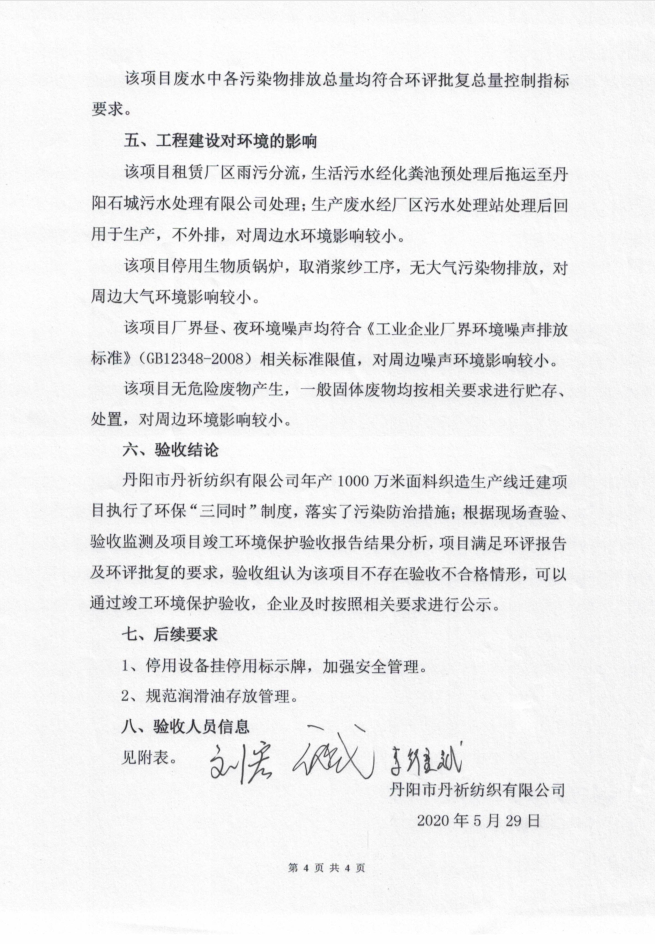 该项目废水中各污染物排放总量均符合环评批复总量控制指标
要求。
五、工程建设对环境的影响
该项目租赁厂区雨污分流，生活污水经化粪池预处理后拖运至丹
阳石城污水处理有限公司处理；生产废水经厂区污水处理站处理后回
用于生产，不外排，对周边水环境影响较小。
该项目停用生物质锅炉，取消浆纱工序，无大气污染物排放，对
周边大气环境影响较小。
该项目厂界昼、夜环境噪声均符合《工业企业厂界环境噪声排放
标准》（GB12348-2008）相关标准限值，对周边噪声环境影响较小。
该项目无危险废物产生，一般固体废物均按相关要求进行贮存、
处置，对周边环境影响较小。
六、验收结论
丹阳市丹祈纺织有限公司年产 1000 万米面料织造生产线迁建项
目执行了环保“三同时”制度，落实了污染防治措施；根据现场查验、
验收监测及项目竣工环境保护验收报告结果分析，项目满足环评报告
及环评批复的要求，验收组认为该项目不存在验收不合格情形，可以
通过竣工环境保护验收，企业及时按照相关要求进行公示。
七、后续要求
1、停用设备挂停用标示牌，加强安全管理。
2、规范润滑油存放管理。
八、验收人员信息
见附表。
丹阳市丹祈纺织有限公司
2020 年 5 月 29 日
第 4 页 共 4 页